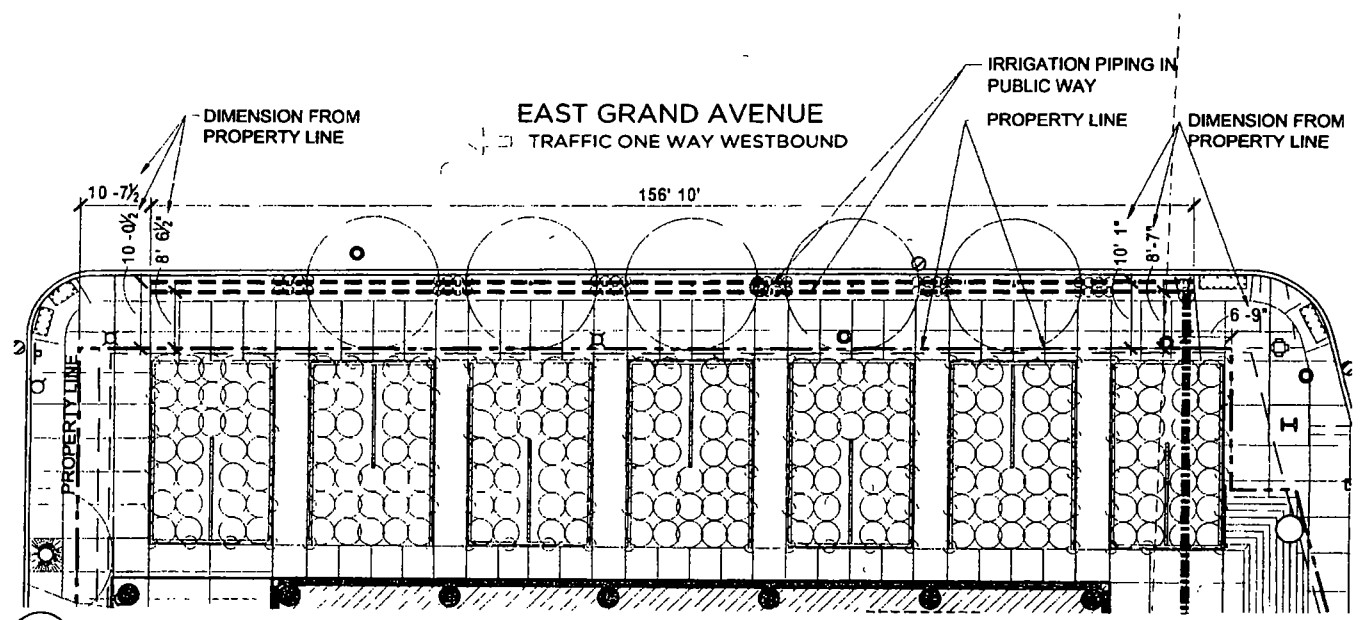 IRRIGATION PIPING IN
PUBLIC WAY
EAST GRAND AVENUE
TRAFFIC ONE WAY WESTBOUND
DIMENSION FROM
PROPERTY LINE
PROPERTY LINE
DIMENSION FROM
PROPERTY LINE
10 -7½"
156' 10'
10 -0½"
8' 6½"
10' 1"
8'-7"
6 -9"
PROPERTY LINE